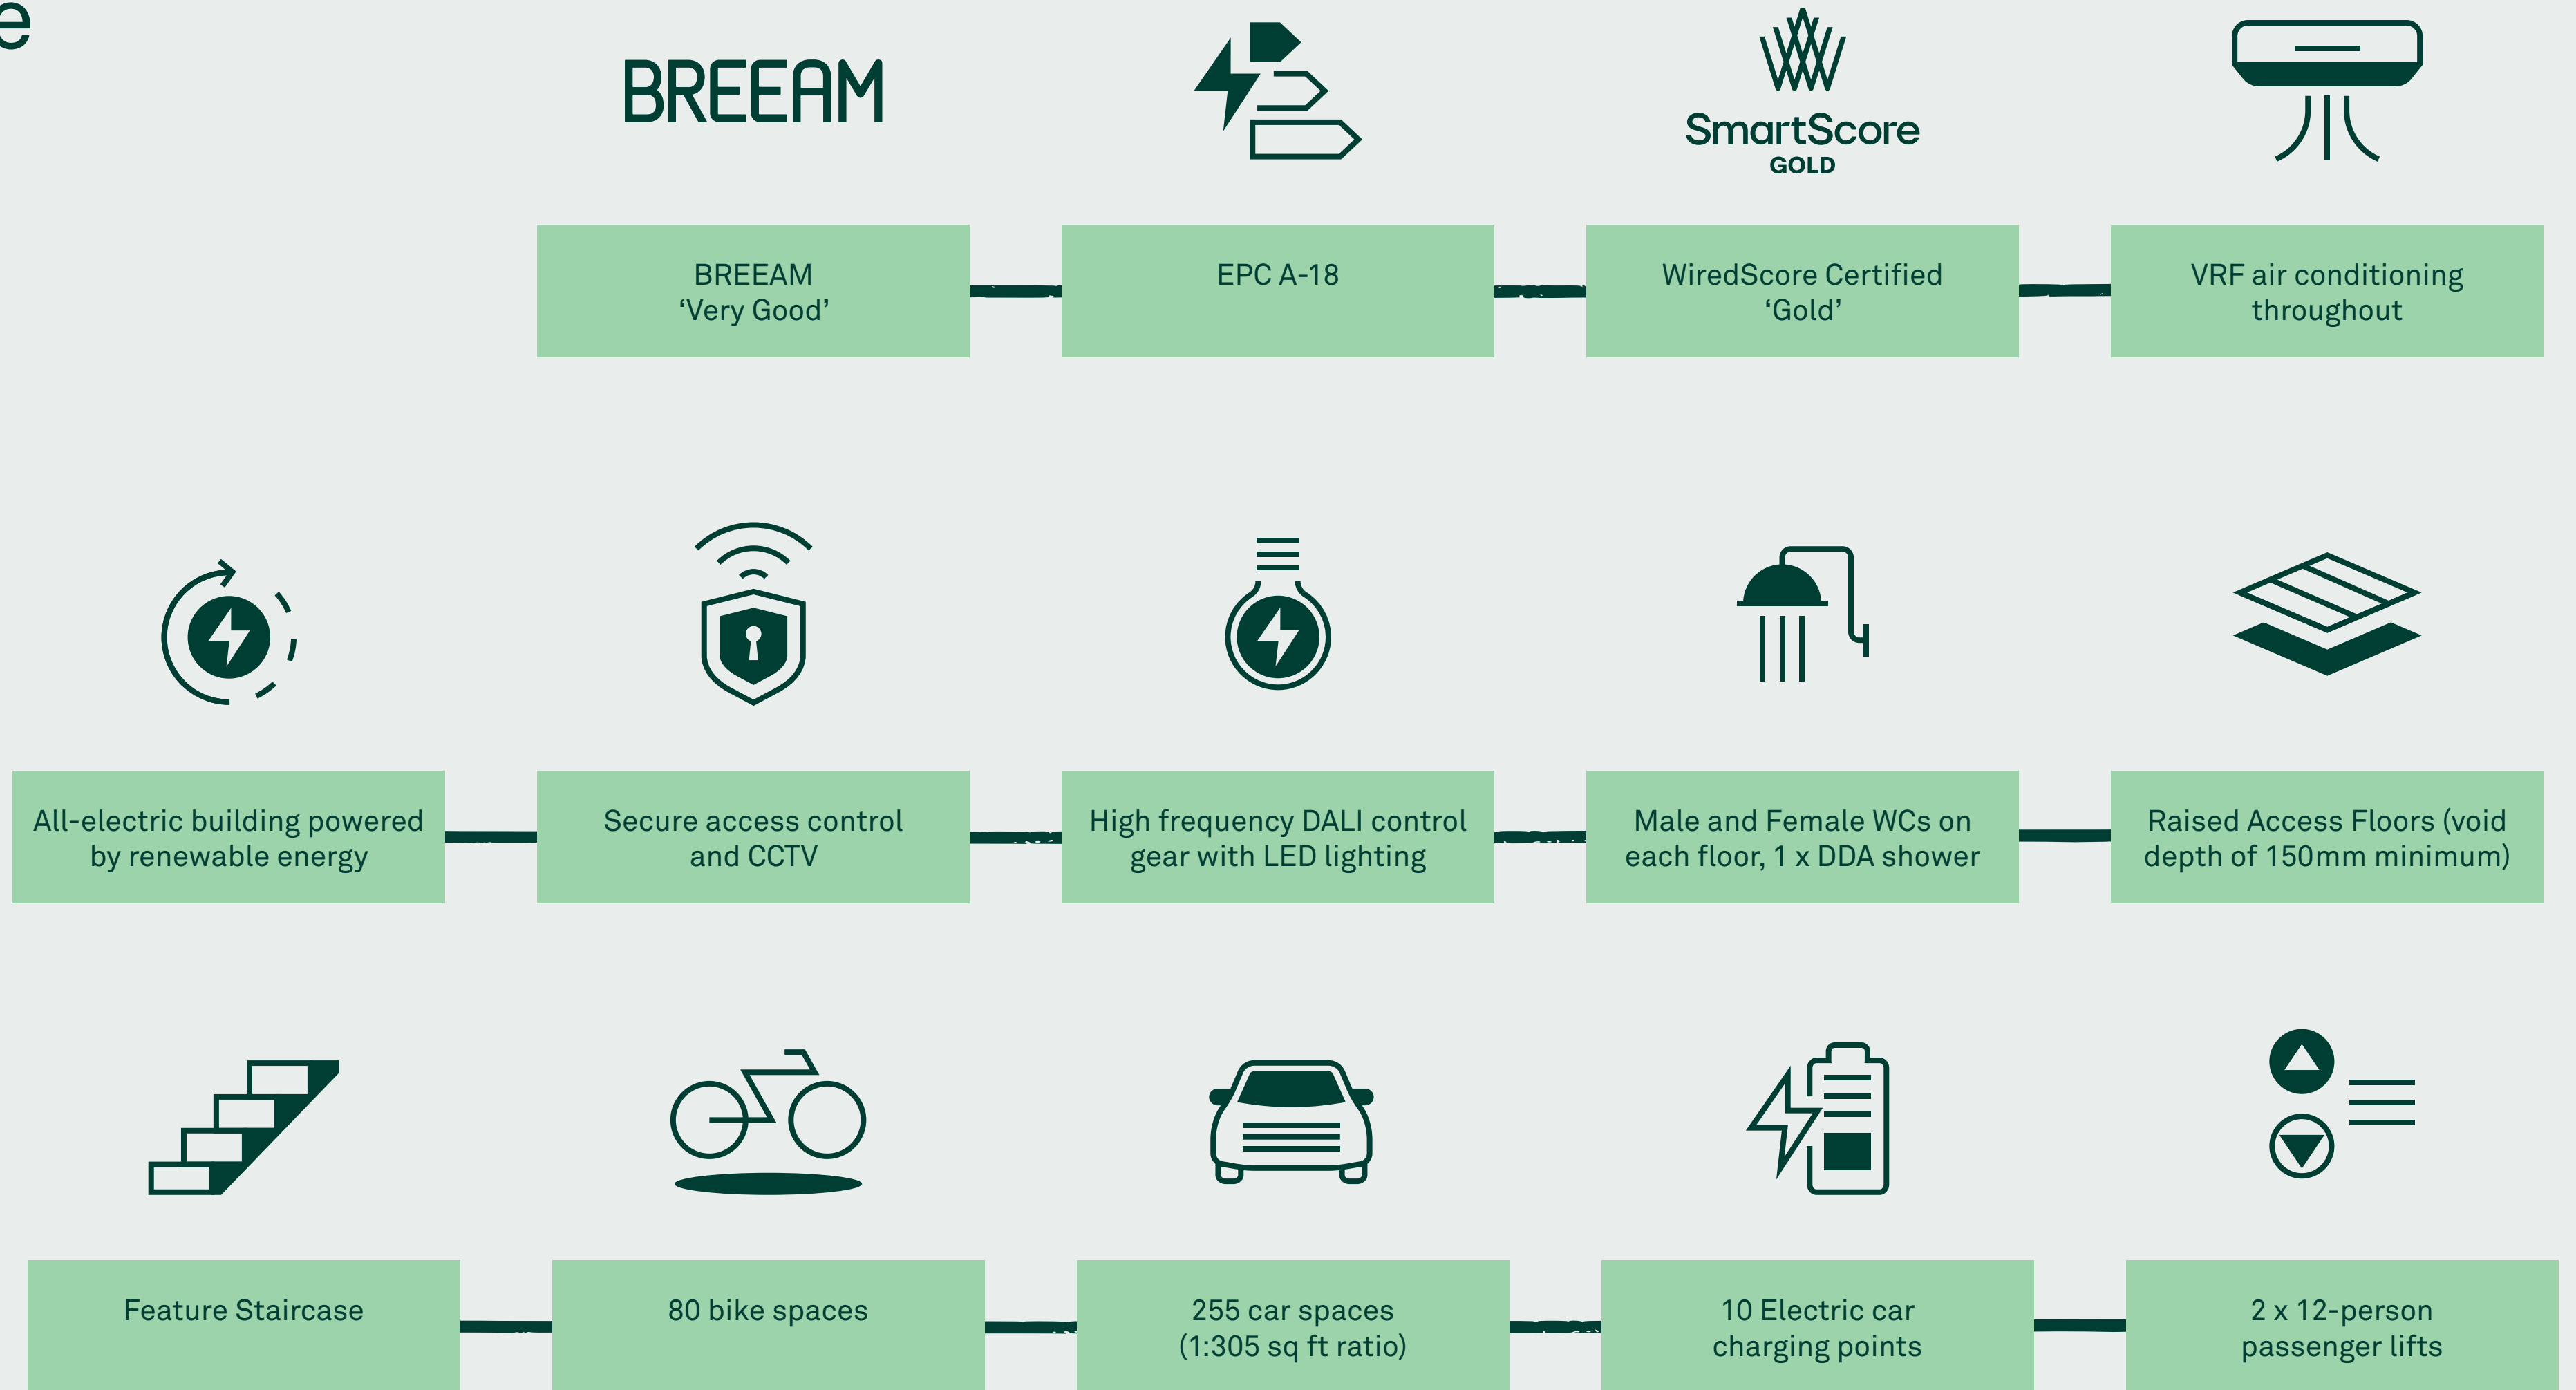 e
BREEAM
SmartScore
GOLD
BREEAM
‘Very Good’
EPC A-18
WiredScore Certified
‘Gold’
VRF air conditioning
throughout
All-electric building powered
by renewable energy
Secure access control
and CCTV
High frequency DALI control
gear with LED lighting
Male and Female WCs on
each floor, 1 x DDA shower
Raised Access Floors (void
depth of 150mm minimum)
Feature Staircase
80 bike spaces
255 car spaces
(1:305 sq ft ratio)
10 Electric car
charging points
2 x 12-person
passenger lifts